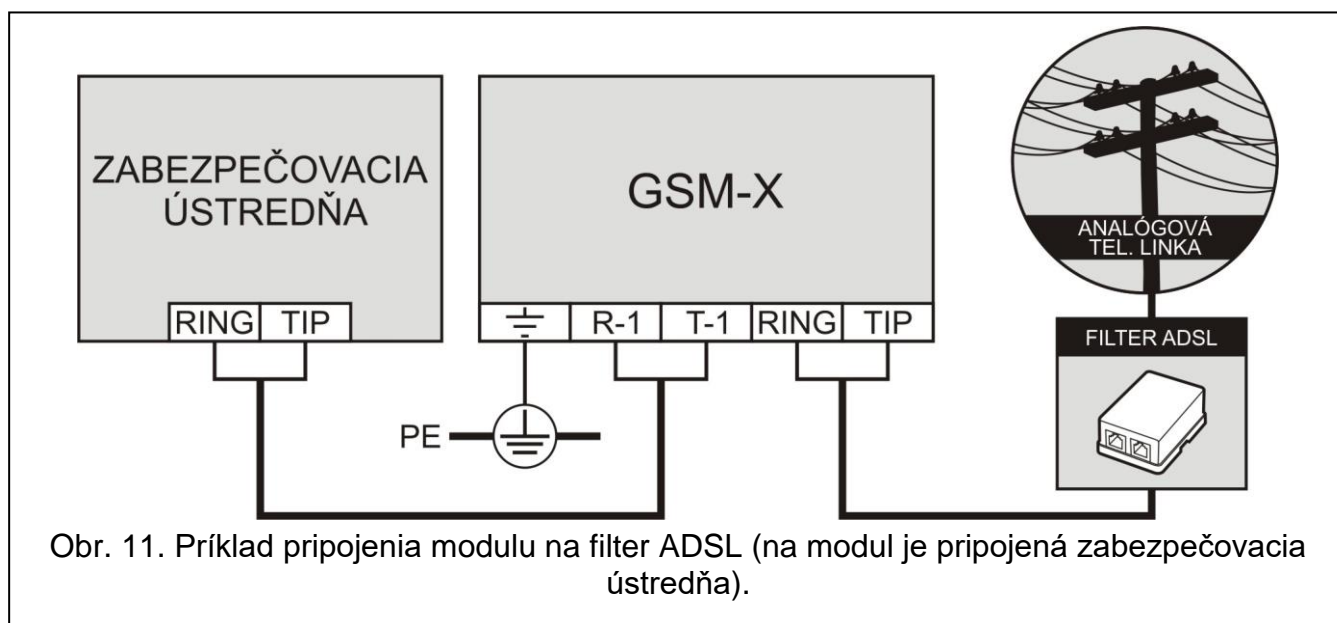 ZABEZPEČOVACIA
ÚSTREDŇA
RING TIP
GSM-X
R-1 T-1 RING TIP
PE
ANALÓGOVÁ
TEL. LINKA
FILTER ADSL
Obr. 11. Príklad pripojenia modulu na filter ADSL (na modul je pripojená zabezpečovacia
ústredňa).